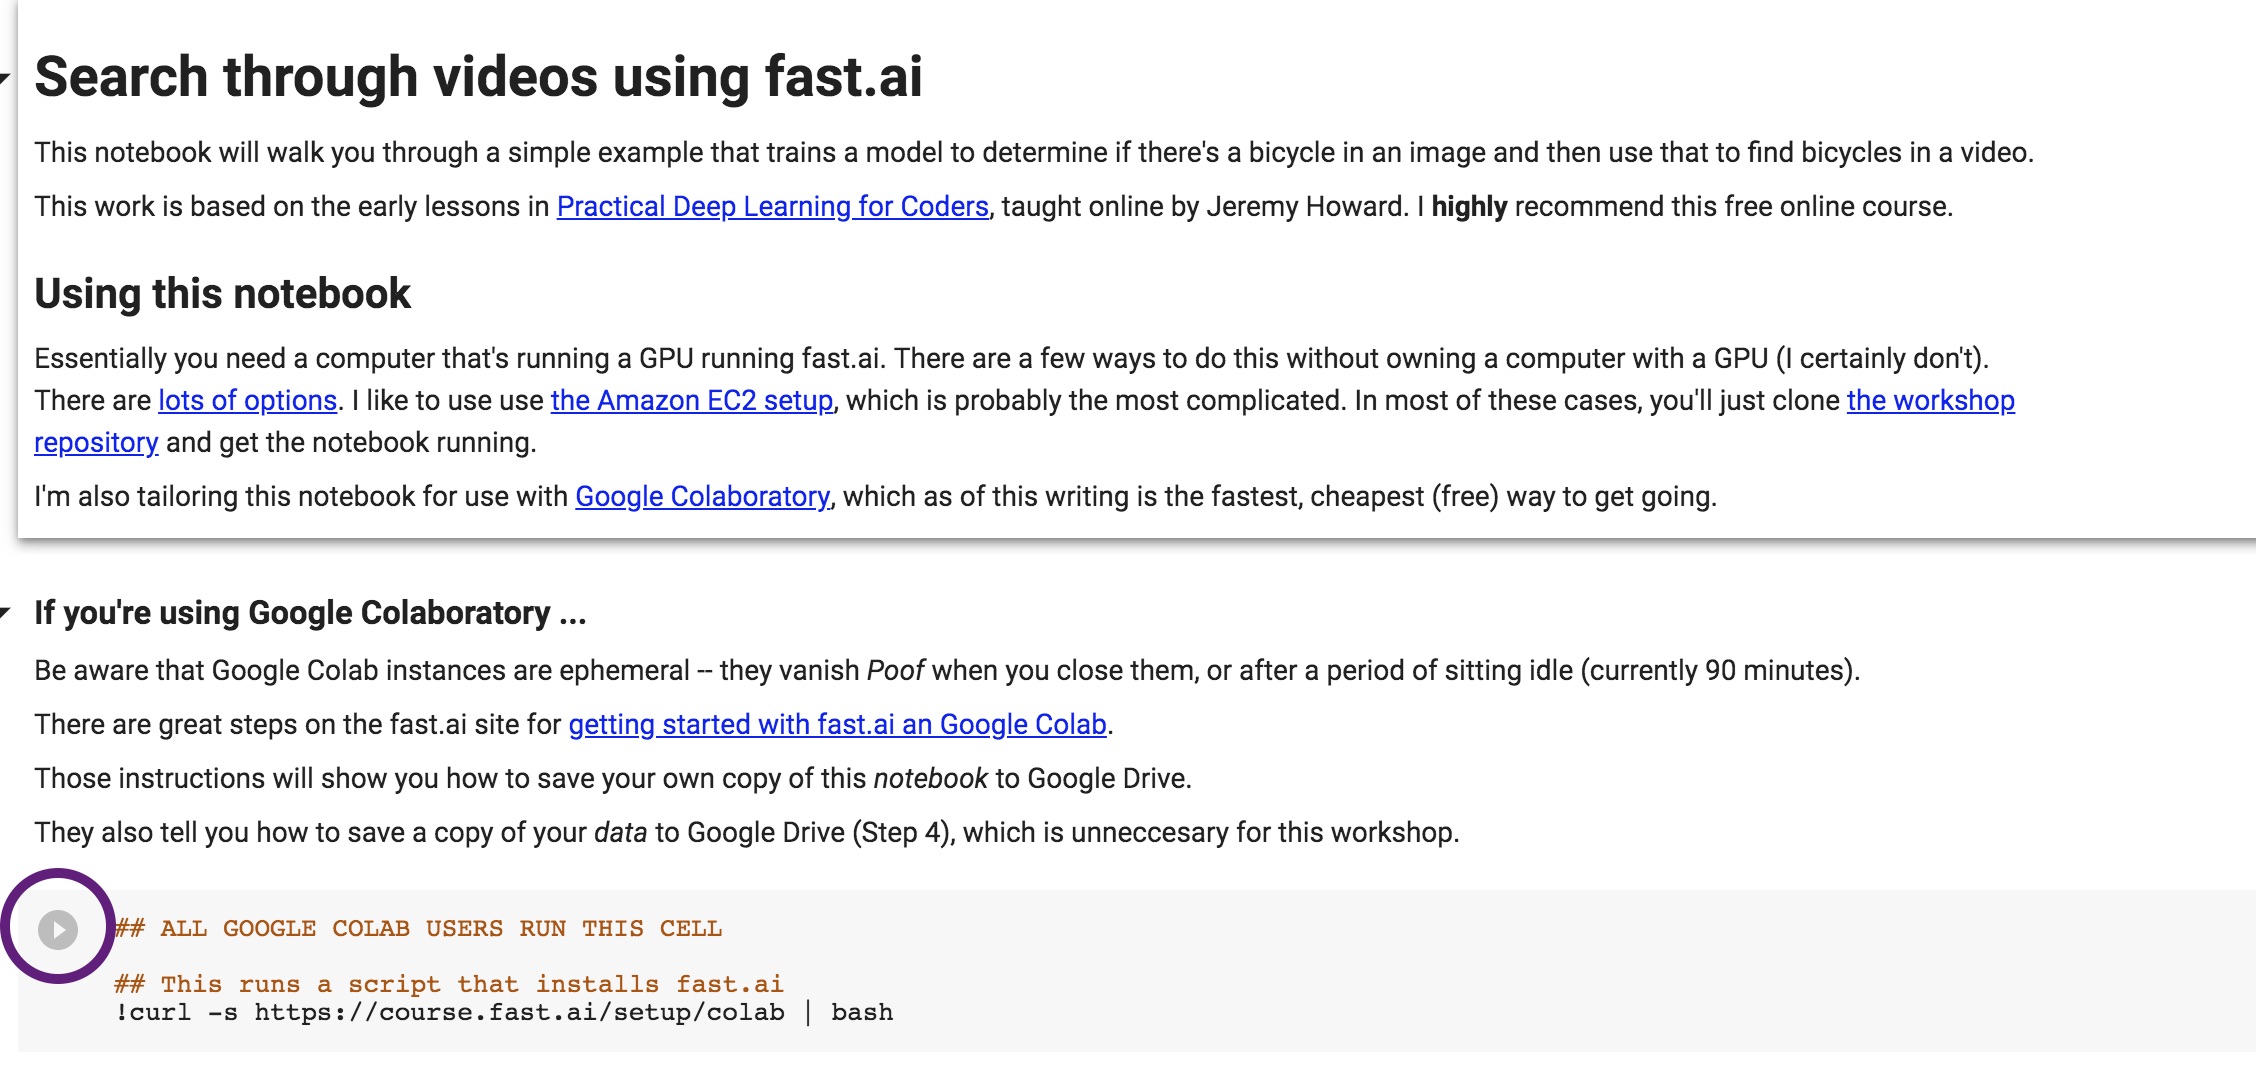 Search through videos using fast.ai
This notebook will walk you through a simple example that trains a model to determine if there's a bicycle in an image and then use that to find bicycles in a video.
This work is based on the early lessons in Practical Deep Learning for Coders, taught online by Jeremy Howard. I highly recommend this free online course.
Using this notebook
Essentially you need a computer that's running a GPU running fast.ai. There are a few ways to do this without owning a computer with a GPU (I certainly don't).
There are lots of options. I like to use use the Amazon EC2 setup, which is probably the most complicated. In most of these cases, you'll just clone the workshop
repository and get the notebook running.
I'm also tailoring this notebook for use with Google Colaboratory, which as of this writing is the fastest, cheapest (free) way to get going.
If you're using Google Colaboratory ...
Be aware that Google Colab instances are ephemeral -- they vanish Poof when you close them, or after a period of sitting idle (currently 90 minutes).
There are great steps on the fast.ai site for getting started with fast.ai an Google Colab.
Those instructions will show you how to save your own copy of this notebook to Google Drive.
They also tell you how to save a copy of your data to Google Drive (Step 4), which is unneccesary for this workshop.
## ALL GOOGLE COLAB USERS RUN THIS CELL
## This runs a script that installs fast.ai
!curl -s https://course.fast.ai/setup/colab | bash